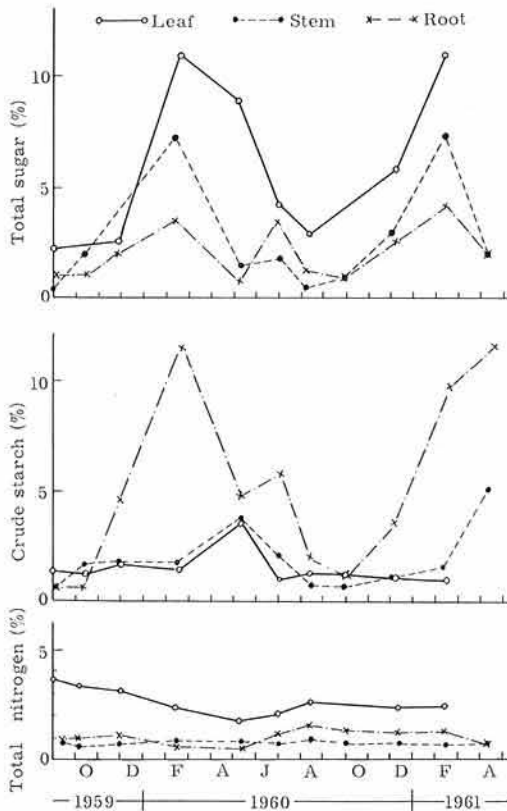 Leaf Stem Root
10
5
0
Total sugar (%)
10
5
0
Crude starch (%)
5
0
Total nitrogen (%)
O D F A J A O D F A
1959 1960 1961